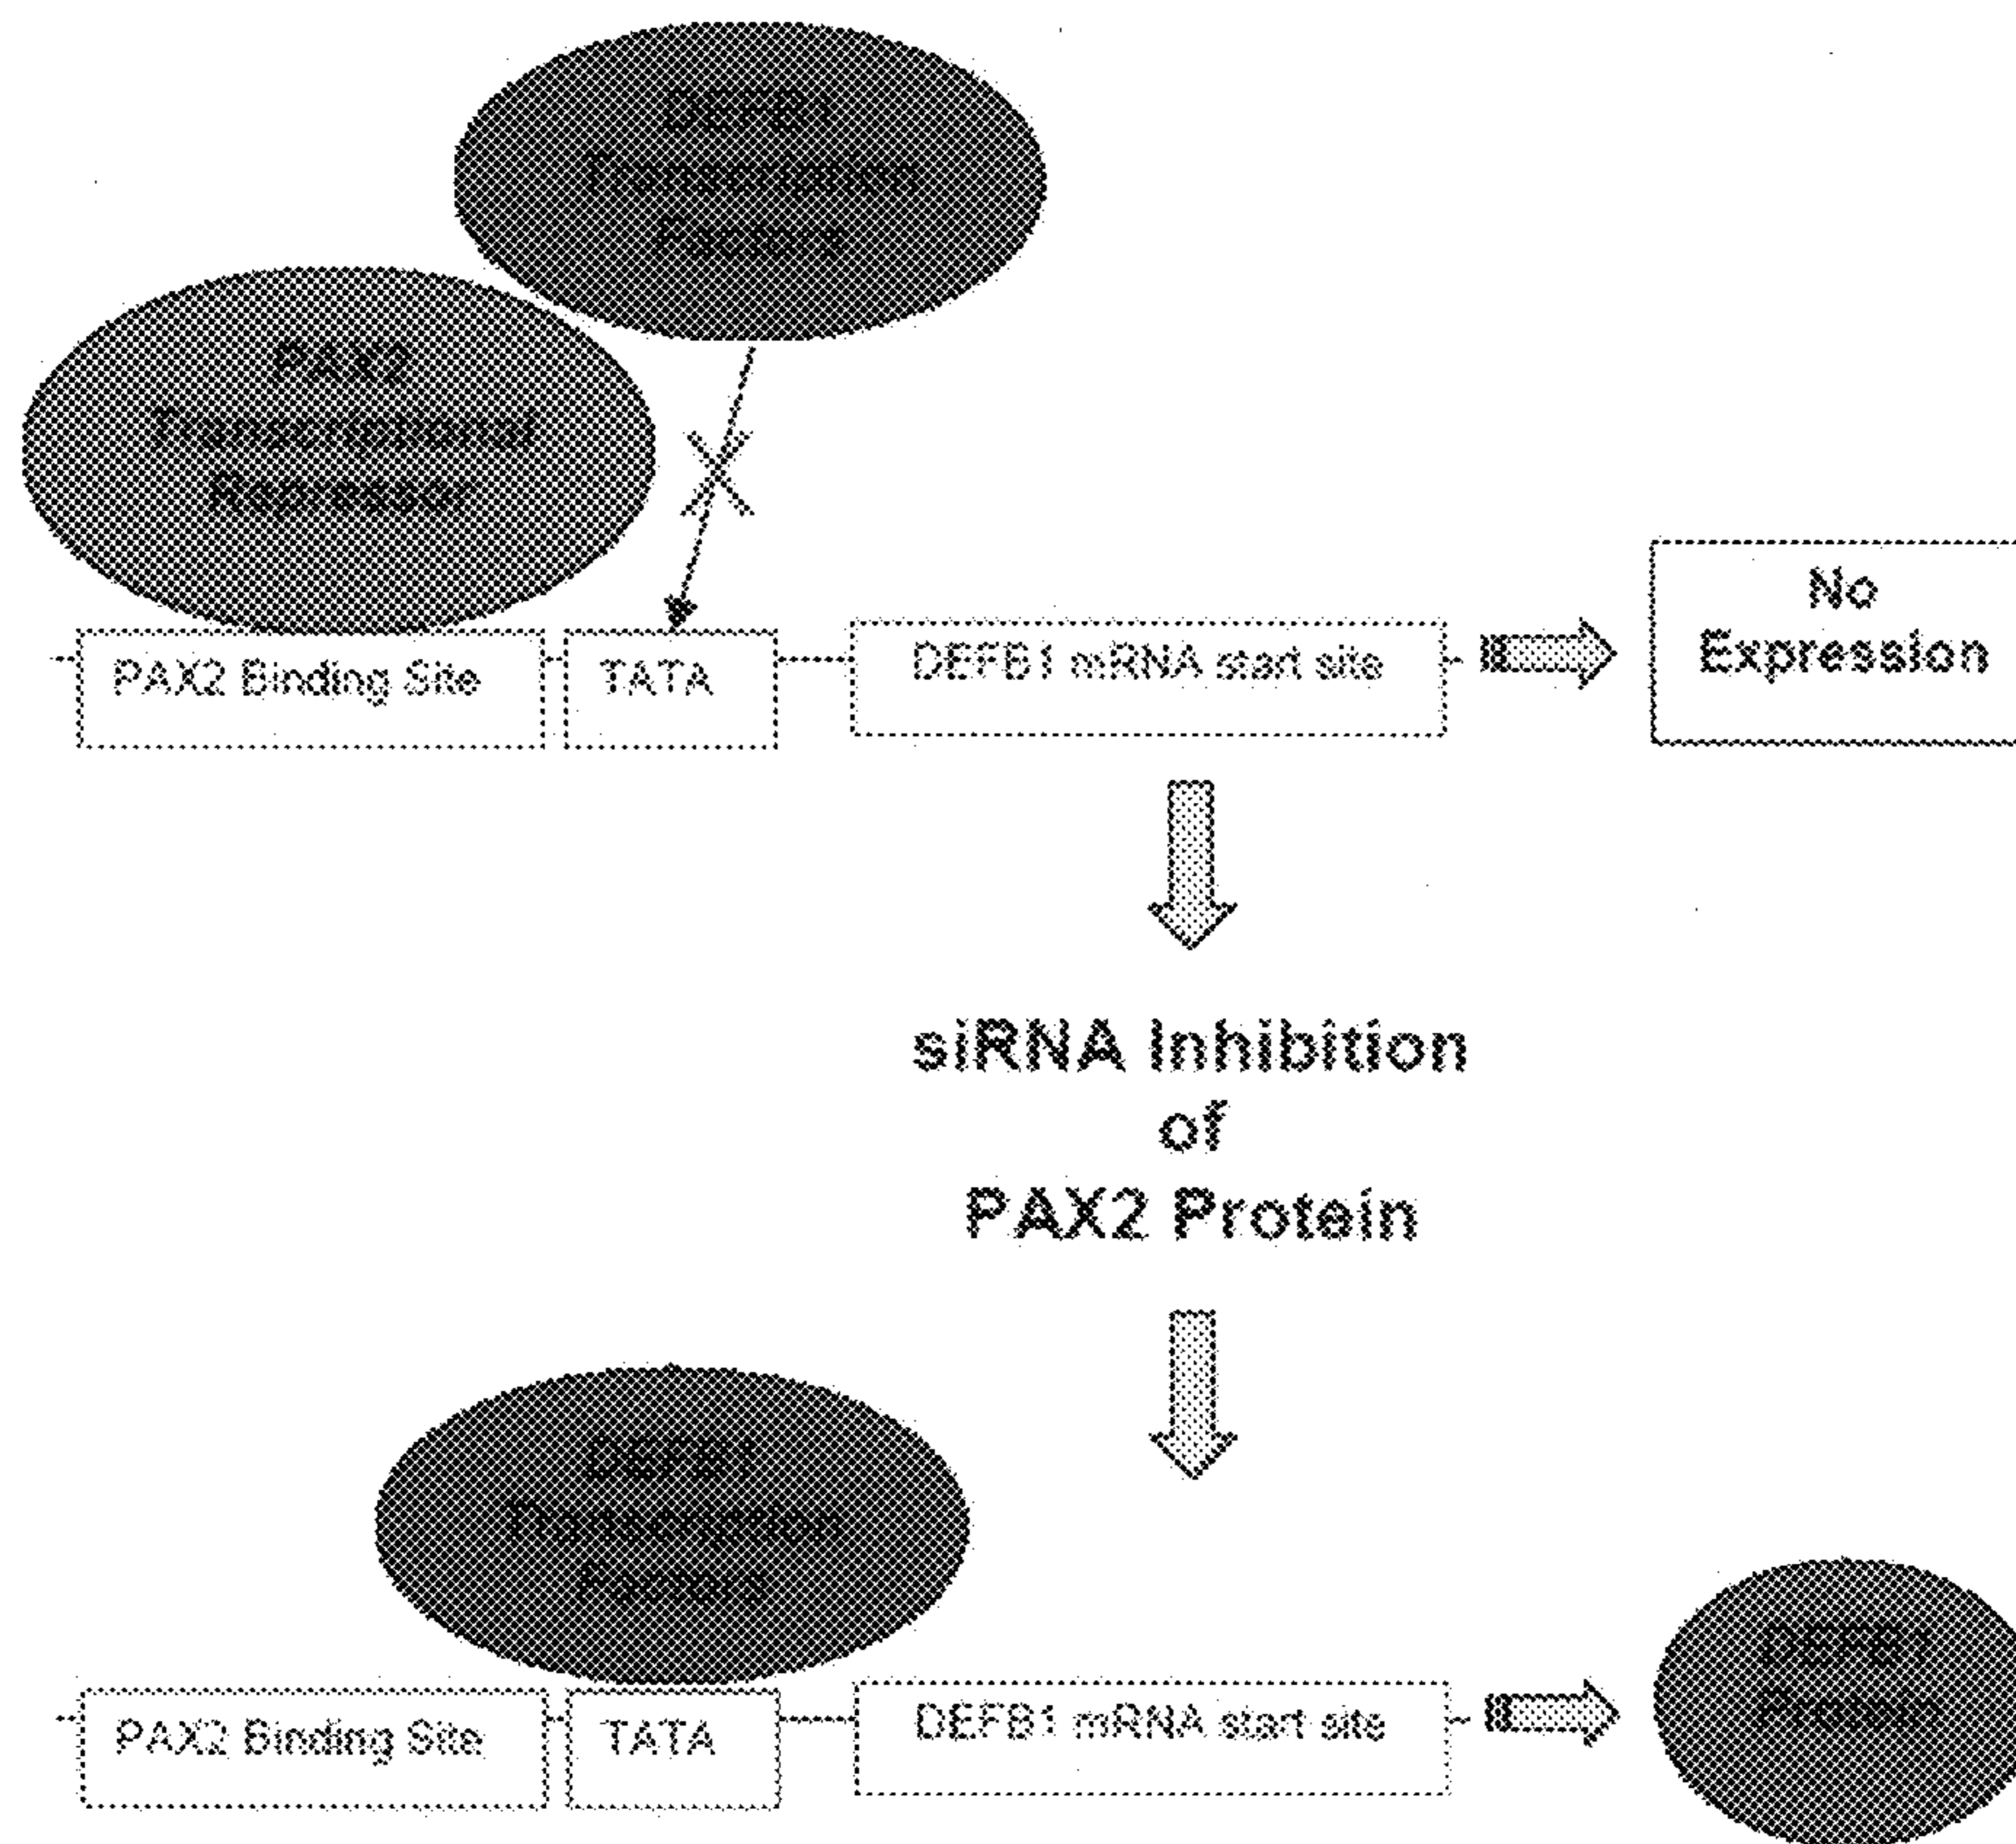 DEFB1
Transcription
Factors
PAX2
Transcriptional
Repressor
PAX2 Binding Site
TATA
DEFB1 mRNA start site
No
Expression
siRNA Inhibition
of
PAX2 Protein
DEFB1
Transcription
Factors
PAX2 Binding Site
TATA
DEFB1 mRNA start site
DEFB1
Protein